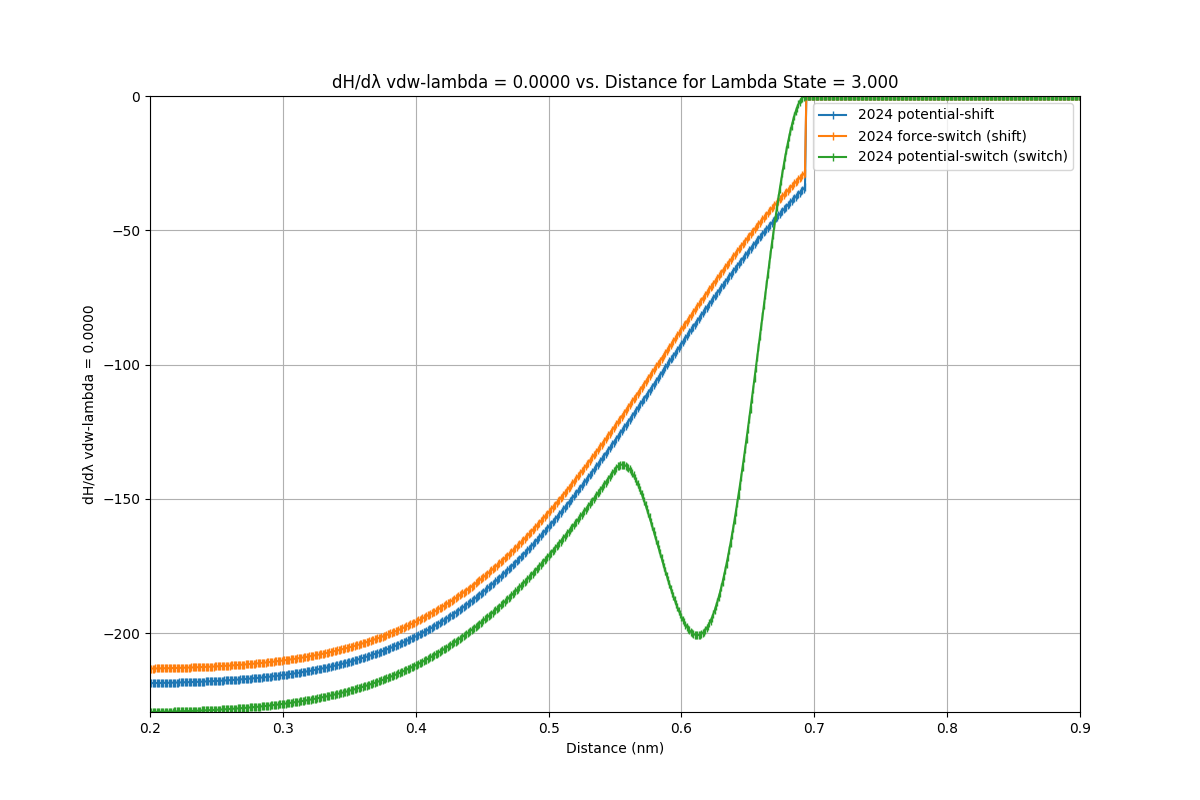 dH/dλ vdw-lambda = 0.0000 vs. Distance for Lambda State = 3.000
2024 potential-shift
2024 force-switch (shift)
2024 potential-switch (switch)
dH/dλ vdw-lambda = 0.0000
0
−50
−100
−150
−200
0.2 0.3 0.4 0.5 0.6 0.7 0.8 0.9
Distance (nm)